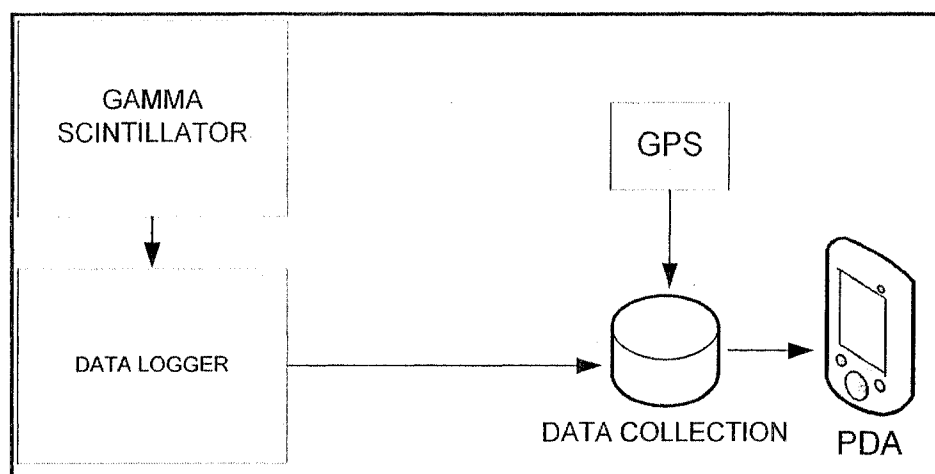 GAMMA
SCINTILLATOR
GPS
DATA LOGGER
DATA COLLECTION
PDA